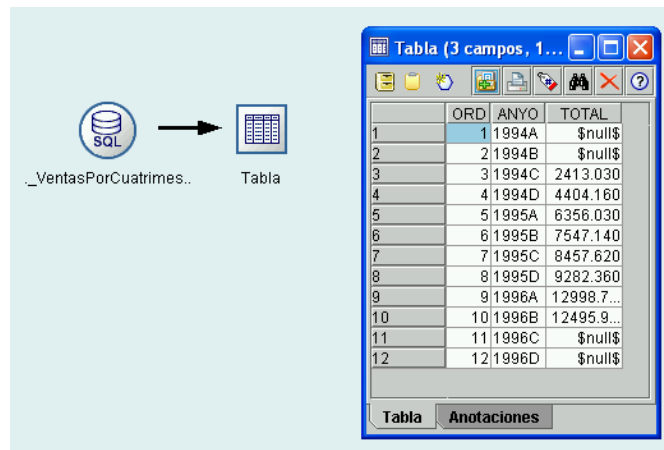 SQL
._VentasPorCuatrimes..
Tabla
Tabla (3 campos, 1...
ORD ANYO TOTAL
1 1 1994A $null$
2 2 1994B $null$
3 3 1994C 2413.030
4 4 1994D 4404.160
5 5 1995A 6356.030
6 6 1995B 7547.140
7 7 1995C 8457.620
8 8 1995D 9282.360
9 9 1996A 12998.7...
10 10 1996B 12495.9...
11 11 1996C $null$
12 12 1996D $null$
Tabla Anotaciones